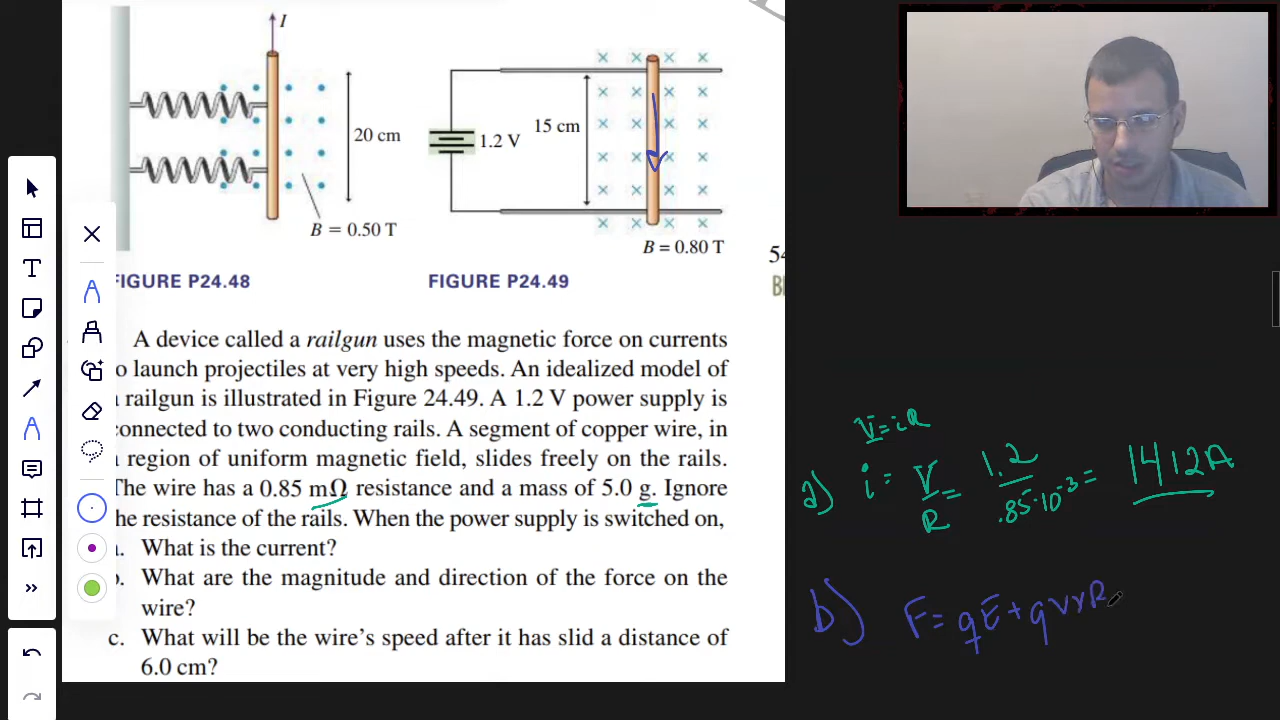 I
20 cm
B = 0.50 T
1.2 V
15 cm
B = 0.80 T
54
FIGURE P24.48
FIGURE P24.49
A device called a railgun uses the magnetic force on currents
o launch projectiles at very high speeds. An idealized model of
railgun is illustrated in Figure 24.49. A 1.2 V power supply is
connected to two conducting rails. A segment of copper wire, in
region of uniform magnetic field, slides freely on the rails.
The wire has a 0.85 mΩ resistance and a mass of 5.0 g. Ignore
he resistance of the rails. When the power supply is switched on,
. What is the current?
. What are the magnitude and direction of the force on the
wire?
c. What will be the wire's speed after it has slid a distance of
6.0 cm?
V = iR
a) i = V/R = 1.2/.85·10⁻³ = 1412A
b) F = qE + qv×B